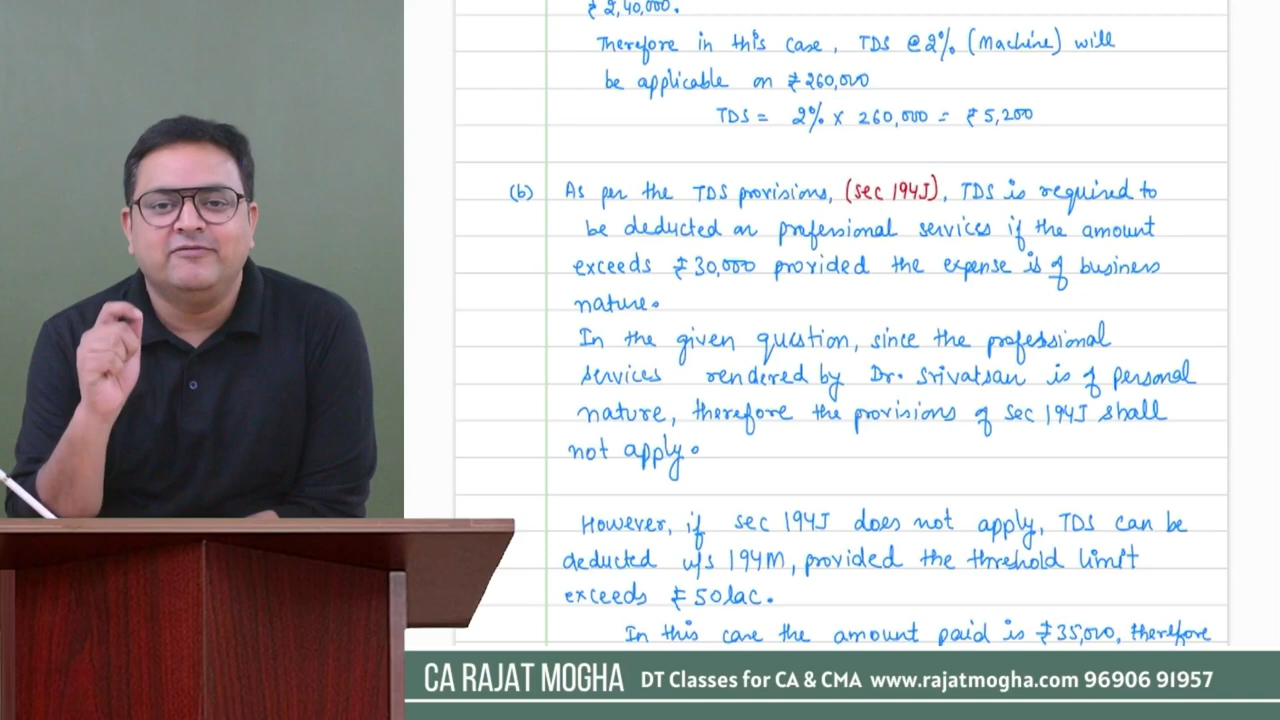 ₹ 2,40,000.
Therefore in this case, TDS @2% (Machine) will
be applicable on ₹260,000
TDS = 2% × 260,000 = ₹5,200
(b) As per the TDS provisions, (sec 194J), TDS is required to
be deducted on professional services if the amount
exceeds ₹30,000 provided the expense is of business
nature.
In the given question, since the professional
services rendered by Dr. Srivatsan is of personal
nature, therefore the provisions of sec 194J shall
not apply.
However, if sec 194J does not apply, TDS can be
deducted u/s 194M, provided the threshold limit
exceeds ₹50lac.
In this case the amount paid is ₹35,000, therefore
CA RAJAT MOGHA DT Classes for CA & CMA www.rajatmogha.com 96906 91957